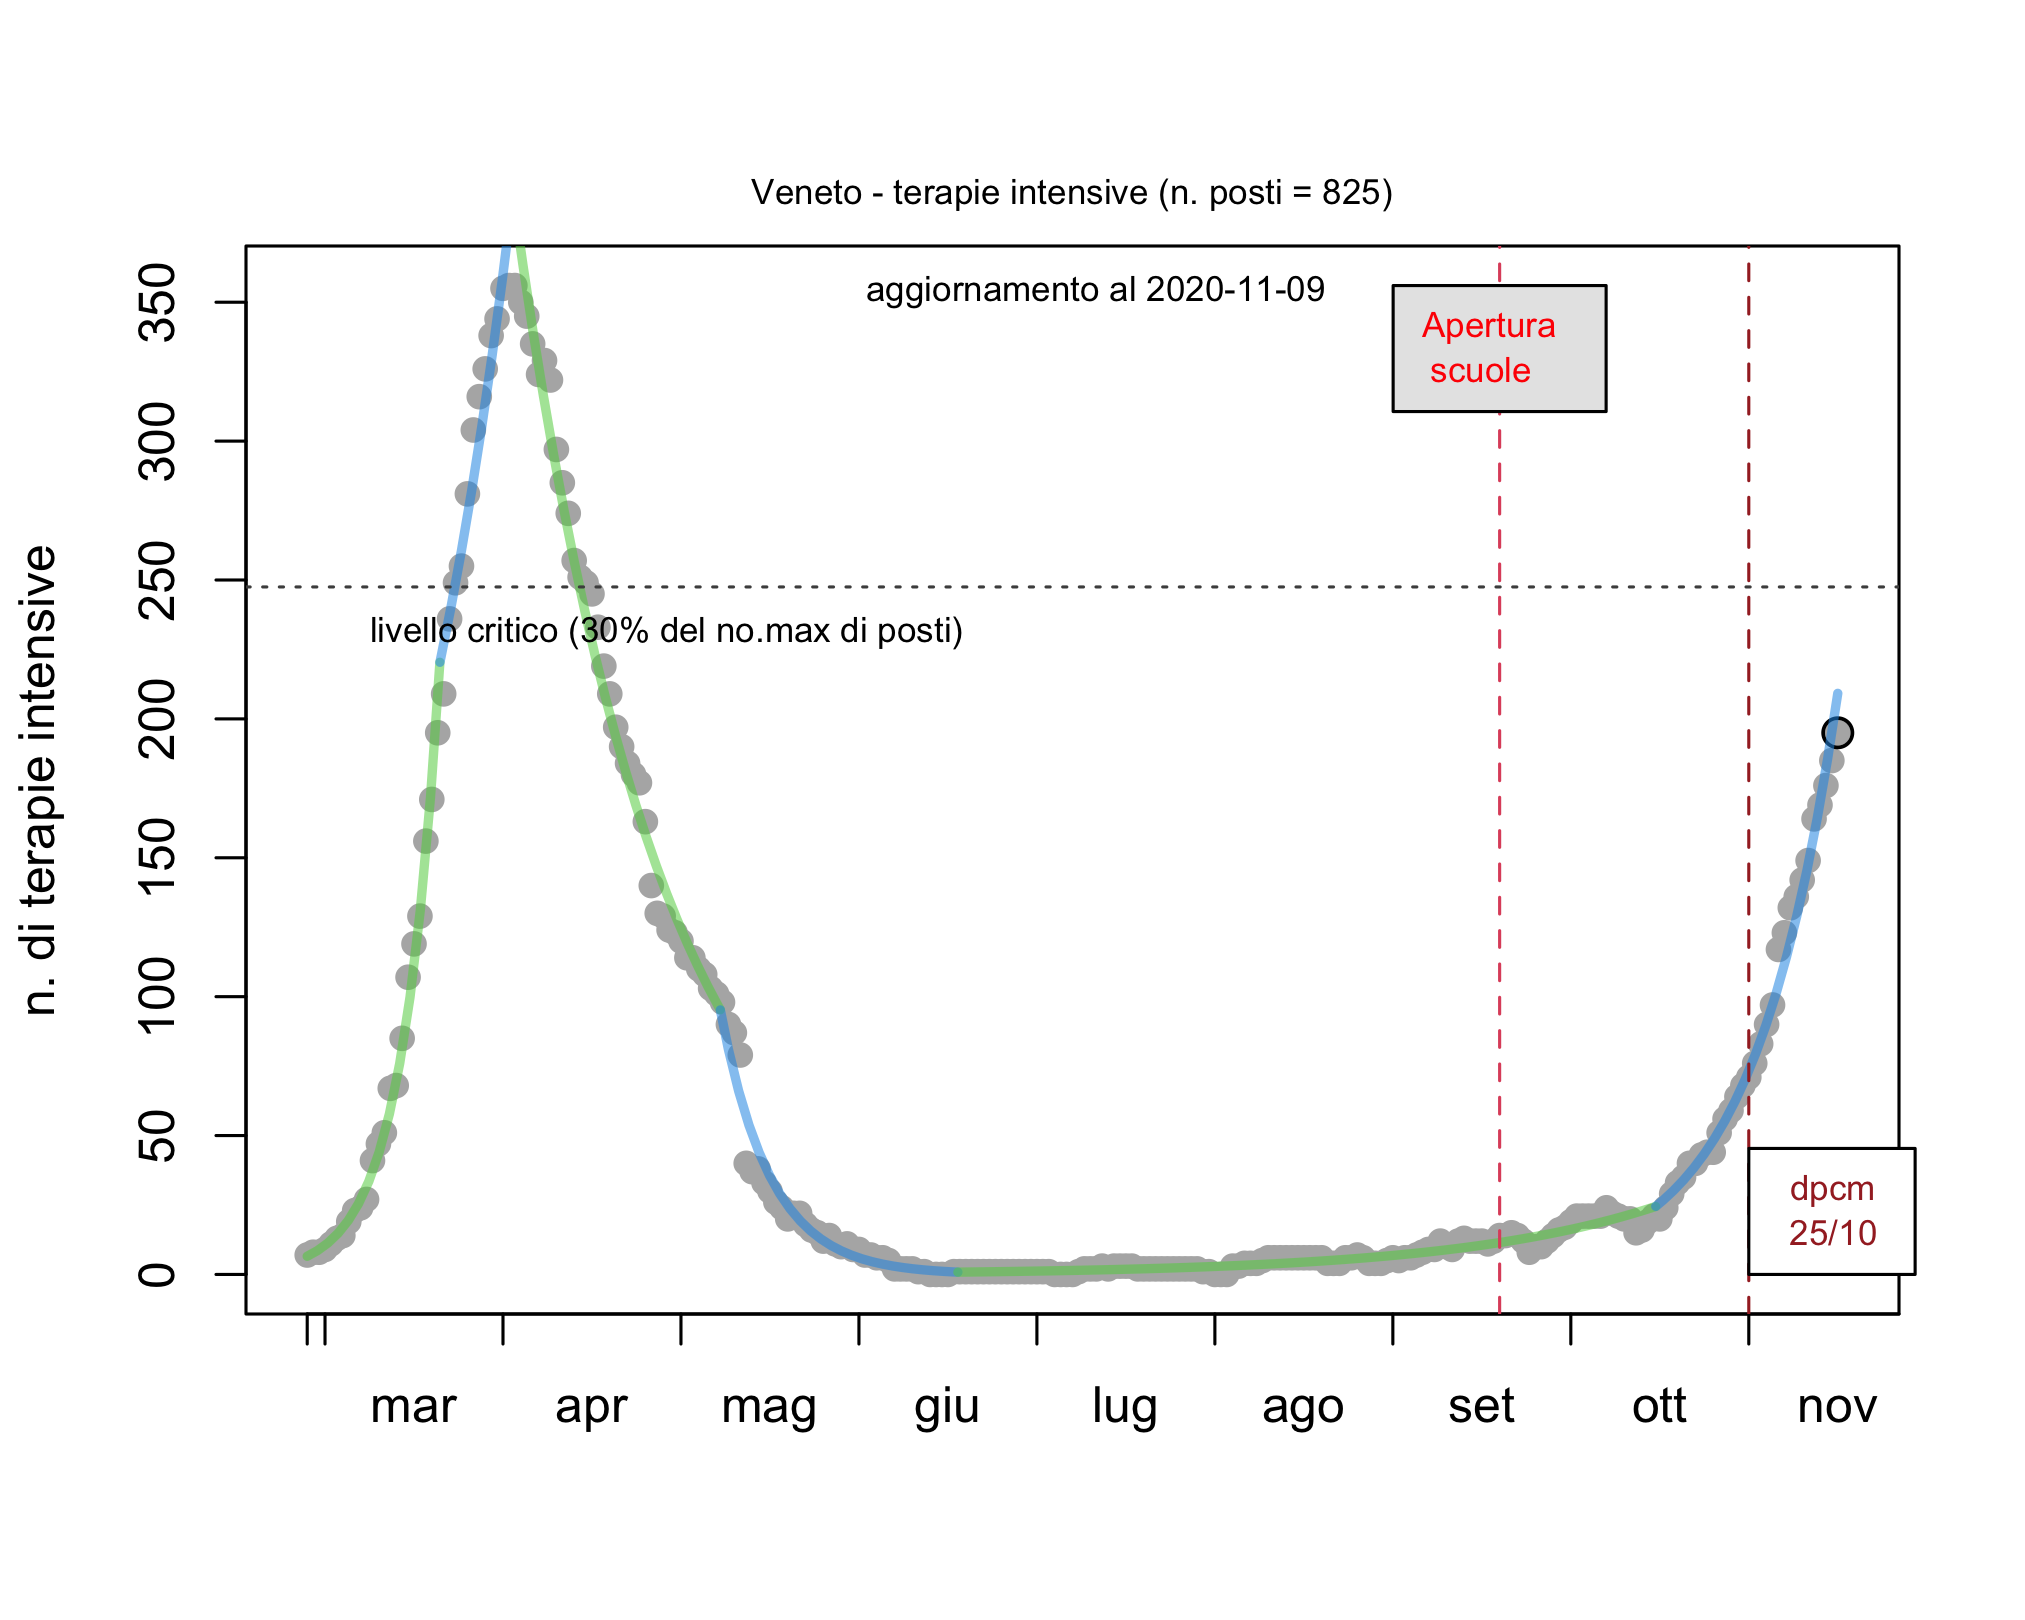 Veneto - terapie intensive (n. posti = 825)
aggiornamento al 2020-11-09
Apertura
scuole
livello critico (30% del no.max di posti)
dpcm
25/10
n. di terapie intensive
350
300
250
200
150
100
50
0
mar apr mag giu lug ago set ott nov